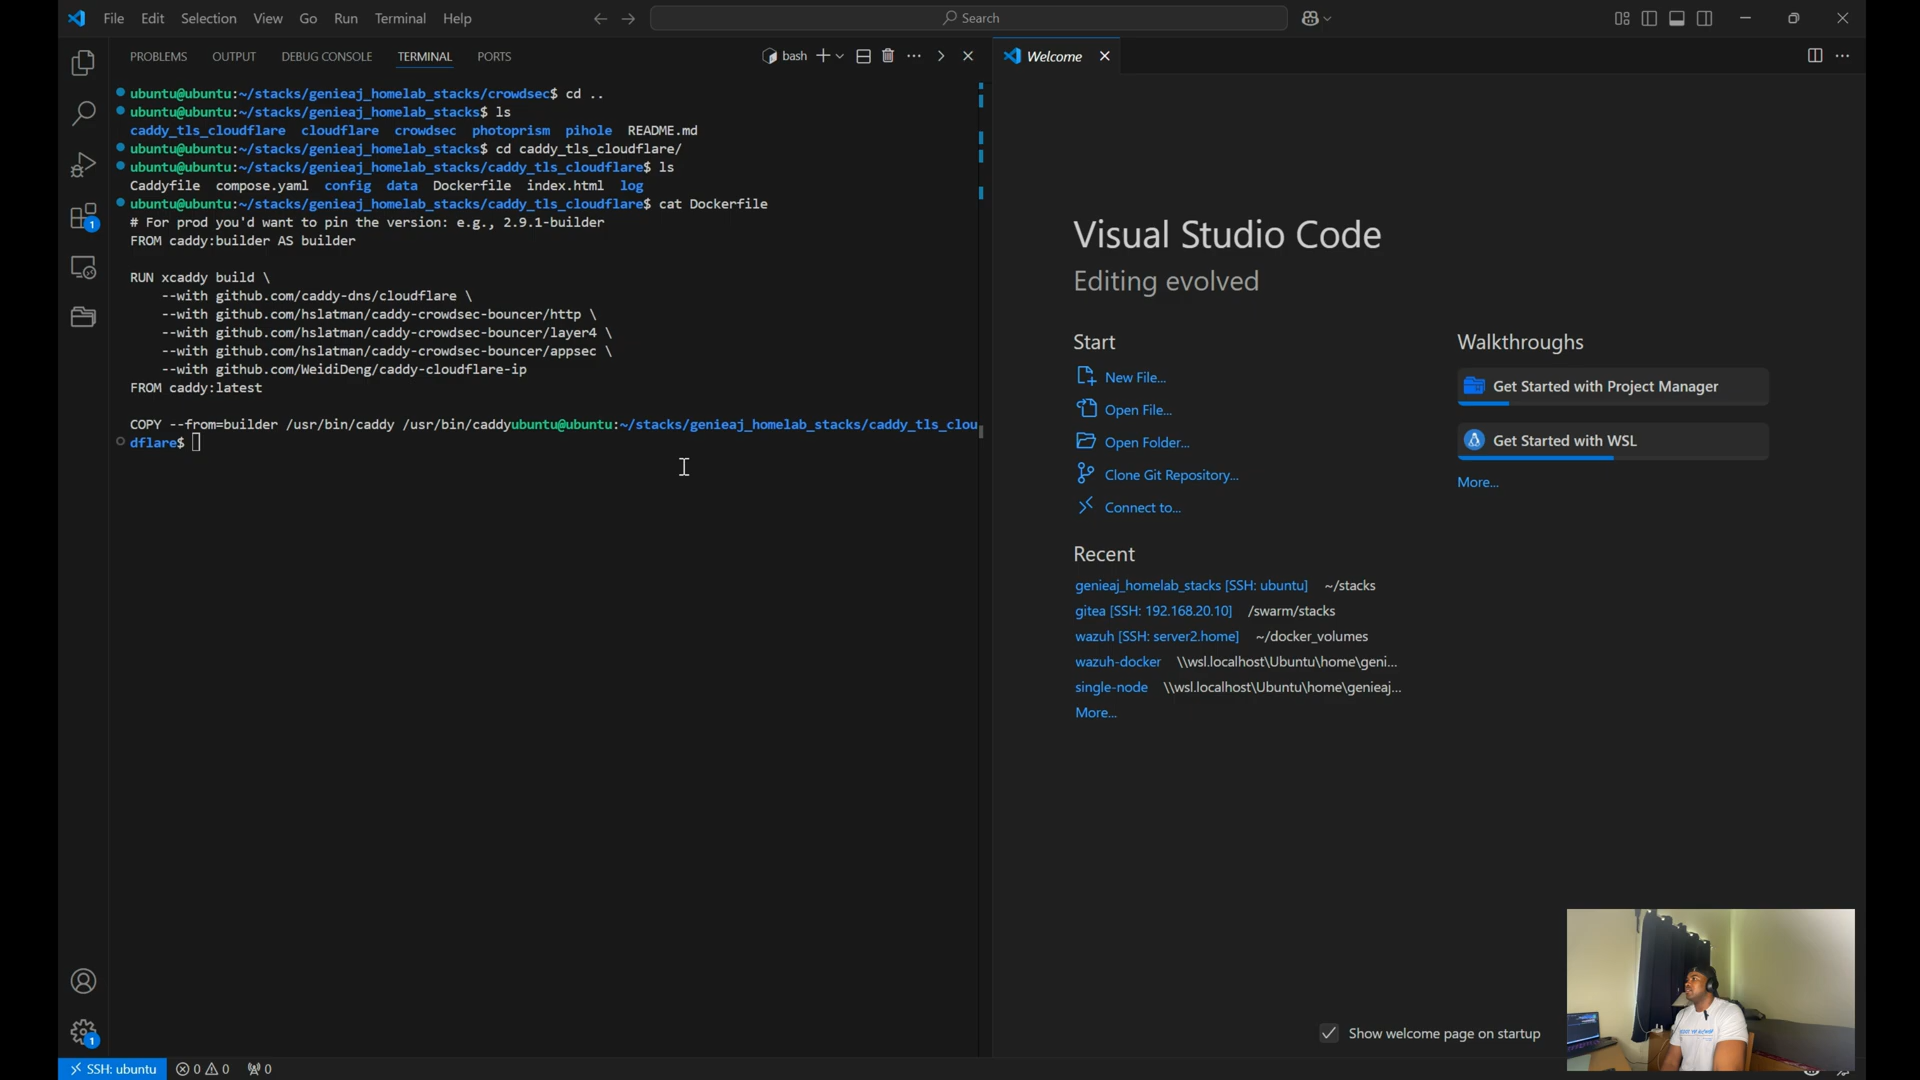 File Edit Selection View Go Run Terminal Help
Search
PROBLEMS OUTPUT DEBUG CONSOLE TERMINAL PORTS
bash
Welcome
ubuntu@ubuntu:~/stacks/genieaj_homelab_stacks/crowdsec$ cd ..
ubuntu@ubuntu:~/stacks/genieaj_homelab_stacks$ ls
caddy_tls_cloudflare cloudflare crowdsec photoprism pihole README.md
ubuntu@ubuntu:~/stacks/genieaj_homelab_stacks$ cd caddy_tls_cloudflare/
ubuntu@ubuntu:~/stacks/genieaj_homelab_stacks/caddy_tls_cloudflare$ ls
Caddyfile compose.yaml config data Dockerfile index.html log
ubuntu@ubuntu:~/stacks/genieaj_homelab_stacks/caddy_tls_cloudflare$ cat Dockerfile
# For prod you'd want to pin the version: e.g., 2.9.1-builder
FROM caddy:builder AS builder
RUN xcaddy build \
--with github.com/caddy-dns/cloudflare \
--with github.com/hslatman/caddy-crowdsec-bouncer/http \
--with github.com/hslatman/caddy-crowdsec-bouncer/layer4 \
--with github.com/hslatman/caddy-crowdsec-bouncer/appsec \
--with github.com/WeidiDeng/caddy-cloudflare-ip
FROM caddy:latest
COPY --from=builder /usr/bin/caddy /usr/bin/caddyubuntu@ubuntu:~/stacks/genieaj_homelab_stacks/caddy_tls_clou
dflare$
Visual Studio Code
Editing evolved
Start
New File...
Open File...
Open Folder...
Clone Git Repository...
Connect to...
Recent
genieaj_homelab_stacks [SSH: ubuntu] ~/stacks
gitea [SSH: 192.168.20.10] /swarm/stacks
wazuh [SSH: server2.home] ~/docker_volumes
wazuh-docker \\wsl.localhost\Ubuntu\home\geni...
single-node \\wsl.localhost\Ubuntu\home\genieaj...
More...
Walkthroughs
Get Started with Project Manager
Get Started with WSL
More...
Show welcome page on startup
1
1
SSH: ubuntu 0 0 0